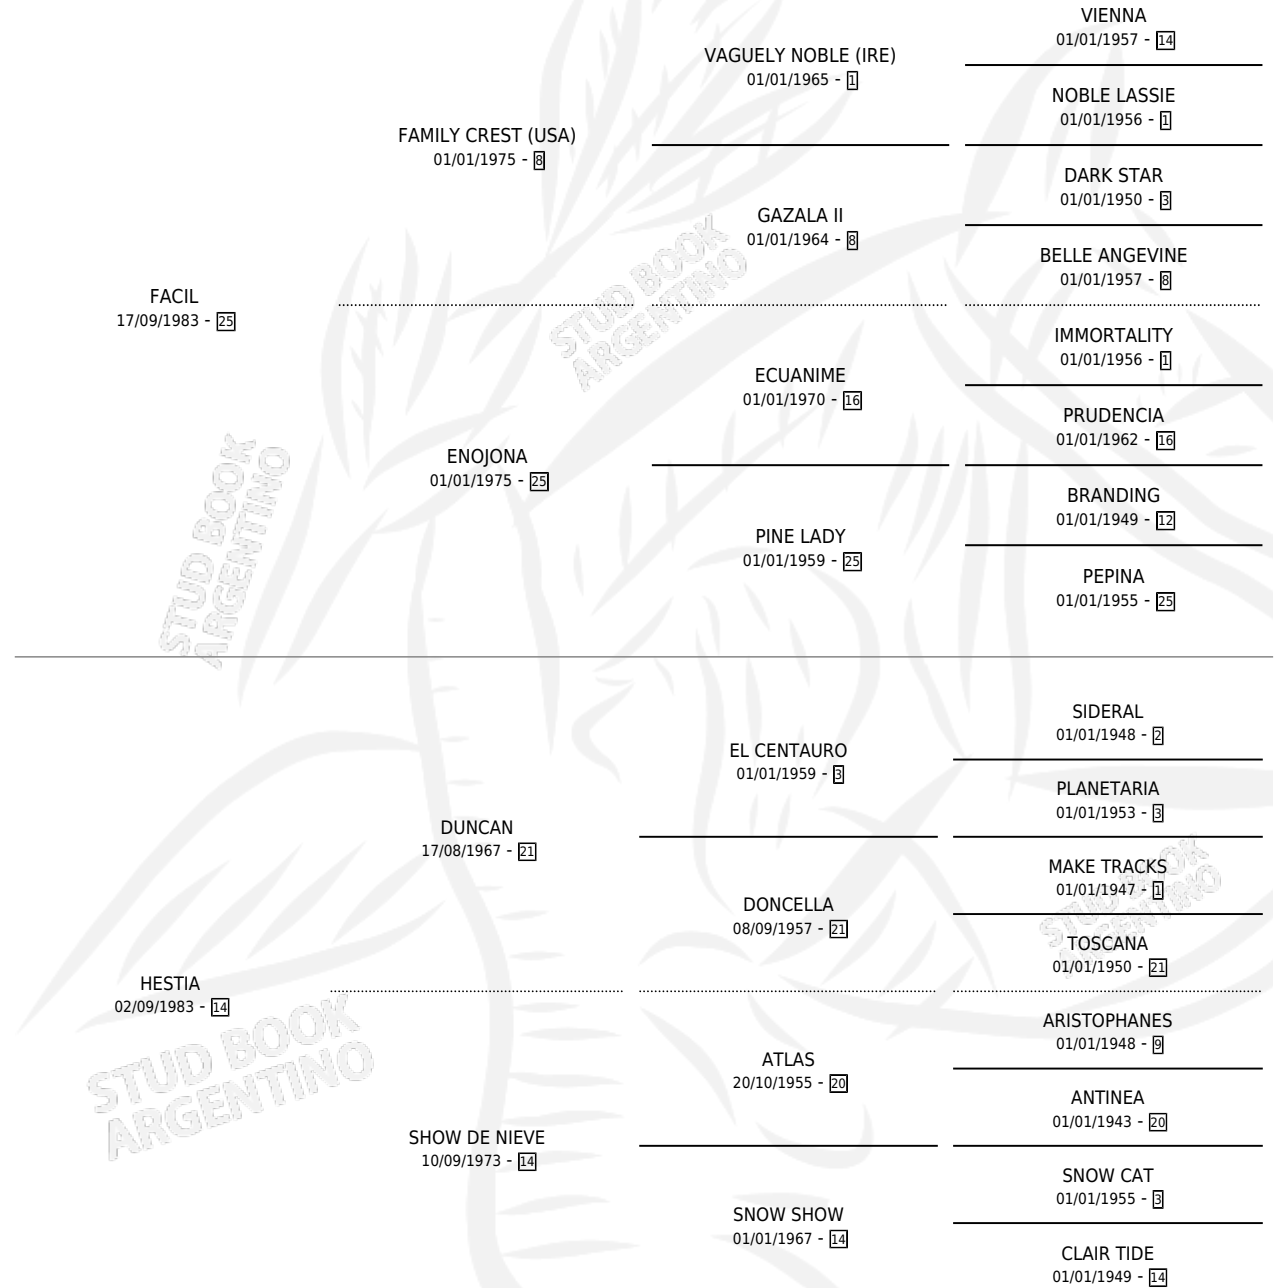 VIENNA
01/01/1957 - 14
VAGUELY NOBLE (IRE)
01/01/1965 - 1
NOBLE LASSIE
01/01/1956 - 1
FAMILY CREST (USA)
01/01/1975 - 8
DARK STAR
01/01/1950 - 3
GAZALA II
01/01/1964 - 8
BELLE ANGEVINE
01/01/1957 - 8
FACIL
17/09/1983 - 25
IMMORTALITY
01/01/1956 - 1
ECUANIME
01/01/1970 - 16
PRUDENCIA
01/01/1962 - 16
ENOJONA
01/01/1975 - 25
BRANDING
01/01/1949 - 12
PINE LADY
01/01/1959 - 25
PEPINA
01/01/1955 - 25
SIDERAL
01/01/1948 - 2
EL CENTAURO
01/01/1959 - 3
PLANETARIA
01/01/1953 - 3
DUNCAN
17/08/1967 - 21
MAKE TRACKS
01/01/1947 - 1
DONCELLA
08/09/1957 - 21
TOSCANA
01/01/1950 - 21
HESTIA
02/09/1983 - 14
ARISTOPHANES
01/01/1948 - 9
ATLAS
20/10/1955 - 20
ANTINEA
01/01/1943 - 20
SHOW DE NIEVE
10/09/1973 - 14
SNOW CAT
01/01/1955 - 3
SNOW SHOW
01/01/1967 - 14
CLAIR TIDE
01/01/1949 - 14
STUD BOOK
ARGENTINO
STUD BOOK
ARGENTINO
STUD BOOK
ARGENTINO
STUD BOOK
ARGENTINO